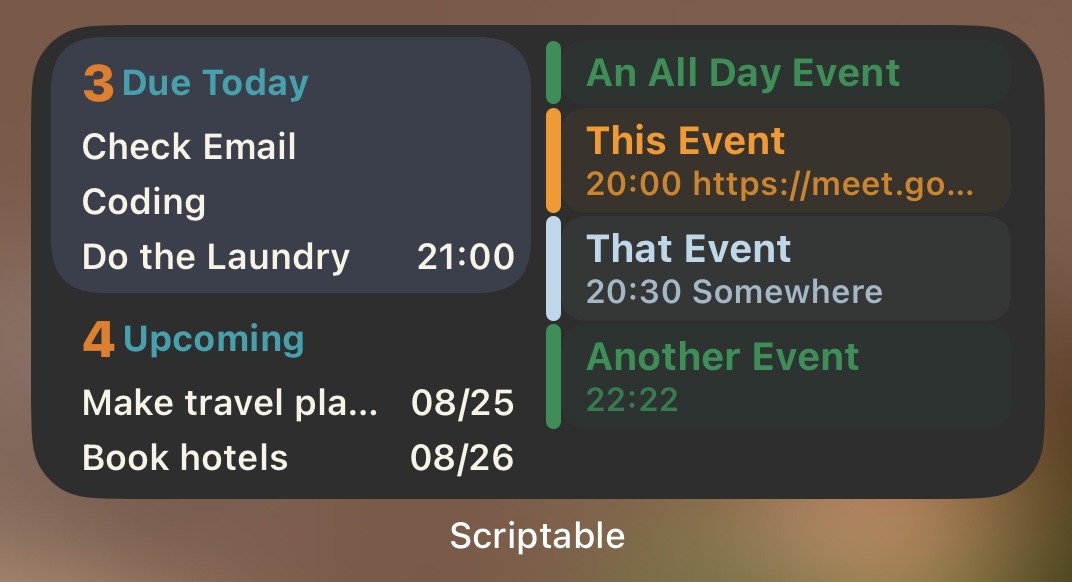 3 Due Today
Check Email
Coding
Do the Laundry 21:00
4 Upcoming
Make travel pla... 08/25
Book hotels 08/26
An All Day Event
This Event
20:00 https://meet.go...
That Event
20:30 Somewhere
Another Event
22:22
Scriptable